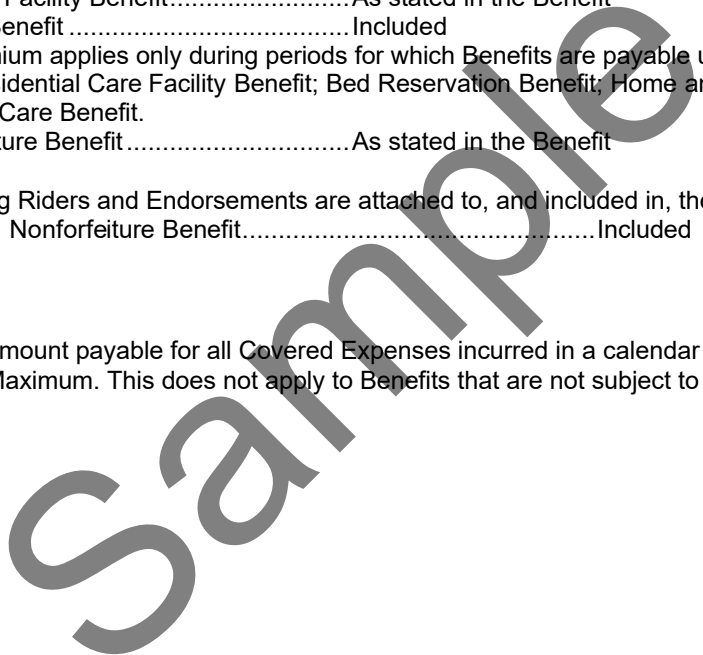 Facility Benefit................................As stated in the Benefit
enefit.......................................Included
ium applies only during periods for which Benefits are payable u
idential Care Facility Benefit; Bed Reservation Benefit; Home a
Care Benefit.
ture Benefit................................As stated in the Benefit
g Riders and Endorsements are attached to, and included in, the
Nonforfeiture Benefit..................................................Included
mount payable for all Covered Expenses incurred in a calendar
Maximum. This does not apply to Benefits that are not subject to
Sample